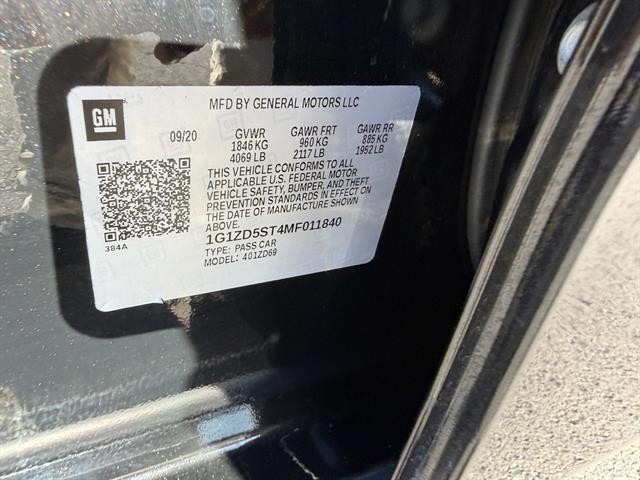 GM
MFD BY GENERAL MOTORS LLC
09/20 GVWR GAWR FRT GAWR RR
1846 KG 960 KG 885 KG
4069 LB 2117 LB 1952 LB
THIS VEHICLE CONFORMS TO ALL
APPLICABLE U.S. FEDERAL MOTOR
VEHICLE SAFETY, BUMPER, AND THEFT
PREVENTION STANDARDS IN EFFECT ON
THE DATE OF MANUFACTURE SHOWN
ABOVE.
1G1ZD5ST4MF011840
384A
TYPE: PASS CAR
MODEL: 401ZD69